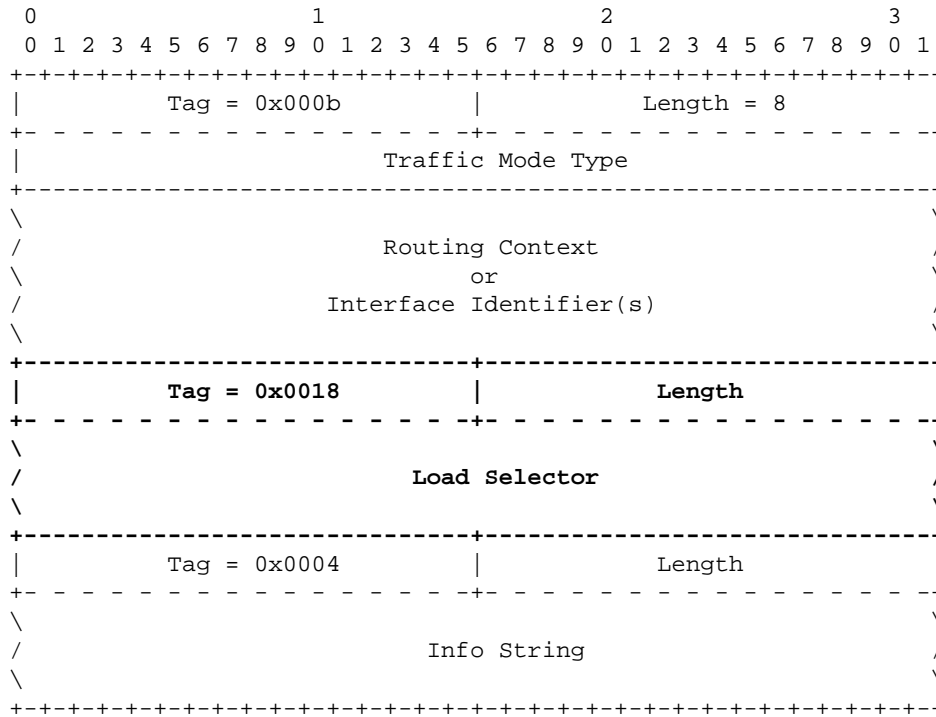 0                   1                   2                   3
0 1 2 3 4 5 6 7 8 9 0 1 2 3 4 5 6 7 8 9 0 1 2 3 4 5 6 7 8 9 0 1
+-+-+-+-+-+-+-+-+-+-+-+-+-+-+-+-+-+-+-+-+-+-+-+-+-+-+-+-+-+-+-+--
|          Tag = 0x000b         |           Length = 8
+- - - - - - - - - - - - - - - -+- - - - - - - - - - - - - - - --
|                         Traffic Mode Type
+----------------------------------------------------------------
\                                                               \
/                         Routing Context                       /
\                               or                              \
/                     Interface Identifier(s)                   /
\                                                               \
+-------------------------------+--------------------------------
|          Tag = 0x0018         |            Length
+- - - - - - - - - - - - - - - -+- - - - - - - - - - - - - - - --
\                                                               \
/                           Load Selector                       /
\                                                               \
+-------------------------------+--------------------------------
|          Tag = 0x0004         |            Length
+- - - - - - - - - - - - - - - -+- - - - - - - - - - - - - - - --
\                                                               \
/                            Info String                        /
\                                                               \
+-+-+-+-+-+-+-+-+-+-+-+-+-+-+-+-+-+-+-+-+-+-+-+-+-+-+-+-+-+-+-+--